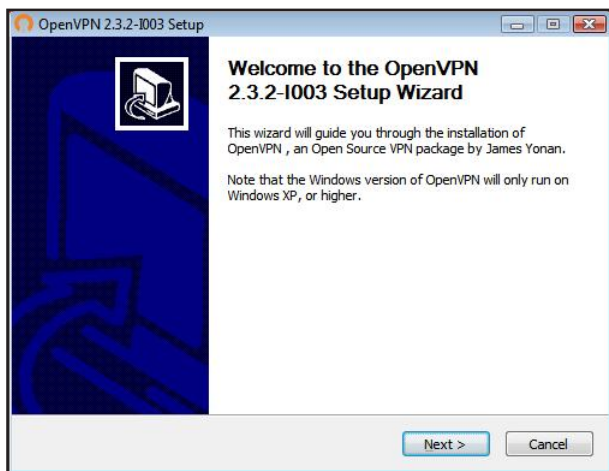 OpenVPN 2.3.2-I003 Setup
Welcome to the OpenVPN
2.3.2-I003 Setup Wizard
This wizard will guide you through the installation of
OpenVPN , an Open Source VPN package by James Yonan.
Note that the Windows version of OpenVPN will only run on
Windows XP, or higher.
Next >
Cancel